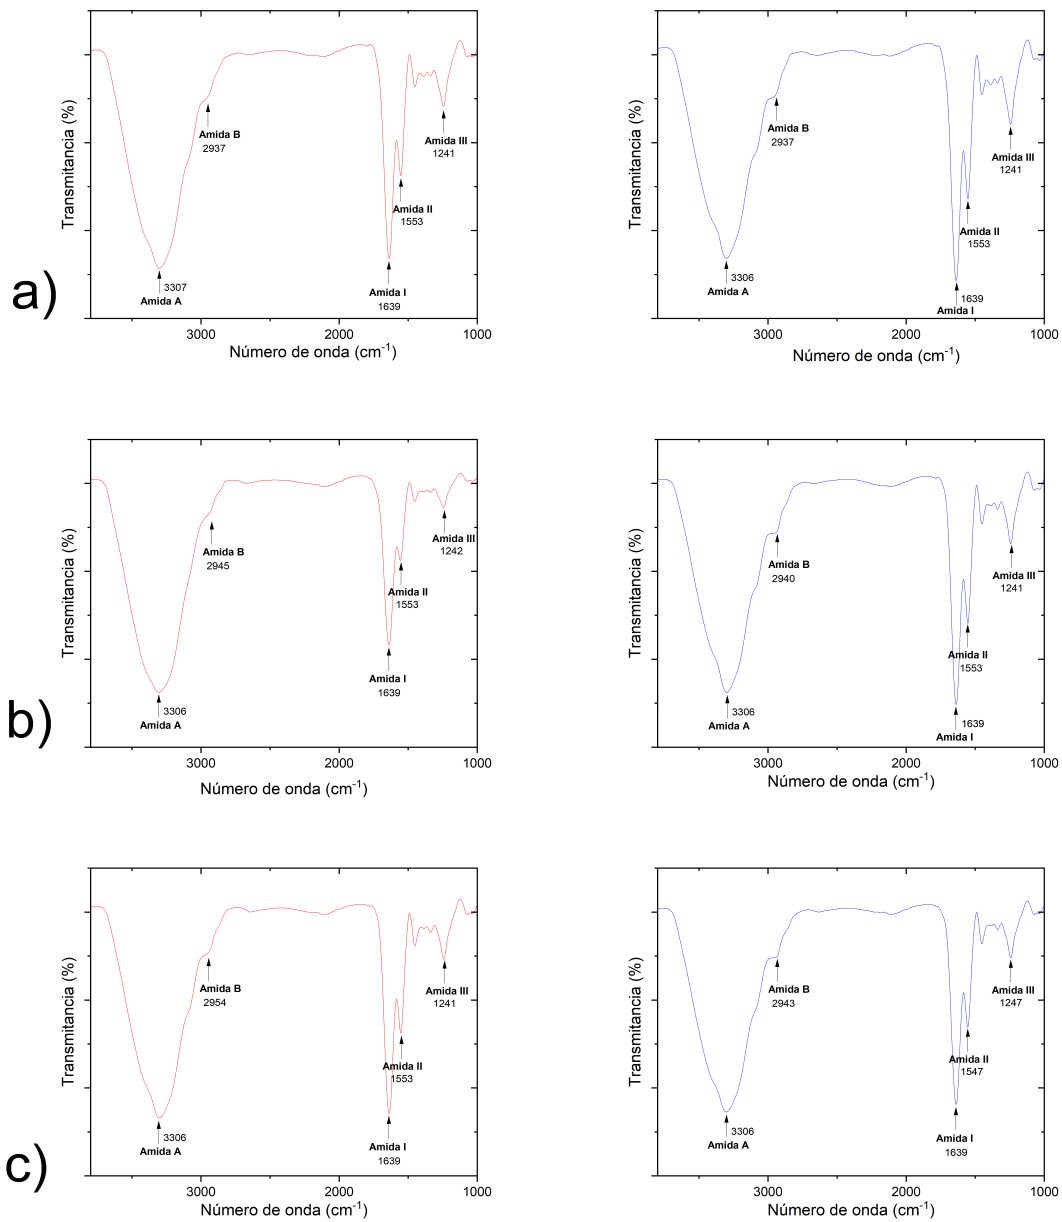 a)
Transmitancia (%)
Amida B
2937
Amida III
1241
Amida II
1553
3307
Amida A
Amida I
1639
3000
2000
1000
Número de onda (cm-1)
Transmitancia (%)
Amida B
2937
Amida III
1241
Amida II
1553
3306
Amida A
1639
Amida I
3000
2000
1000
Número de onda (cm-1)
b)
Transmitancia (%)
Amida B
2945
Amida III
1242
Amida II
1553
3306
Amida A
Amida I
1639
3000
2000
1000
Número de onda (cm-1)
Transmitancia (%)
Amida B
2940
Amida III
1241
Amida II
1553
3306
Amida A
1639
Amida I
3000
2000
1000
Número de onda (cm-1)
c)
Transmitancia (%)
Amida B
2954
Amida III
1241
Amida II
1553
3306
Amida A
Amida I
1639
3000
2000
1000
Número de onda (cm-1)
Transmitancia (%)
Amida B
2943
Amida III
1247
Amida II
1547
3306
Amida A
Amida I
1639
3000
2000
1000
Número de onda (cm-1)